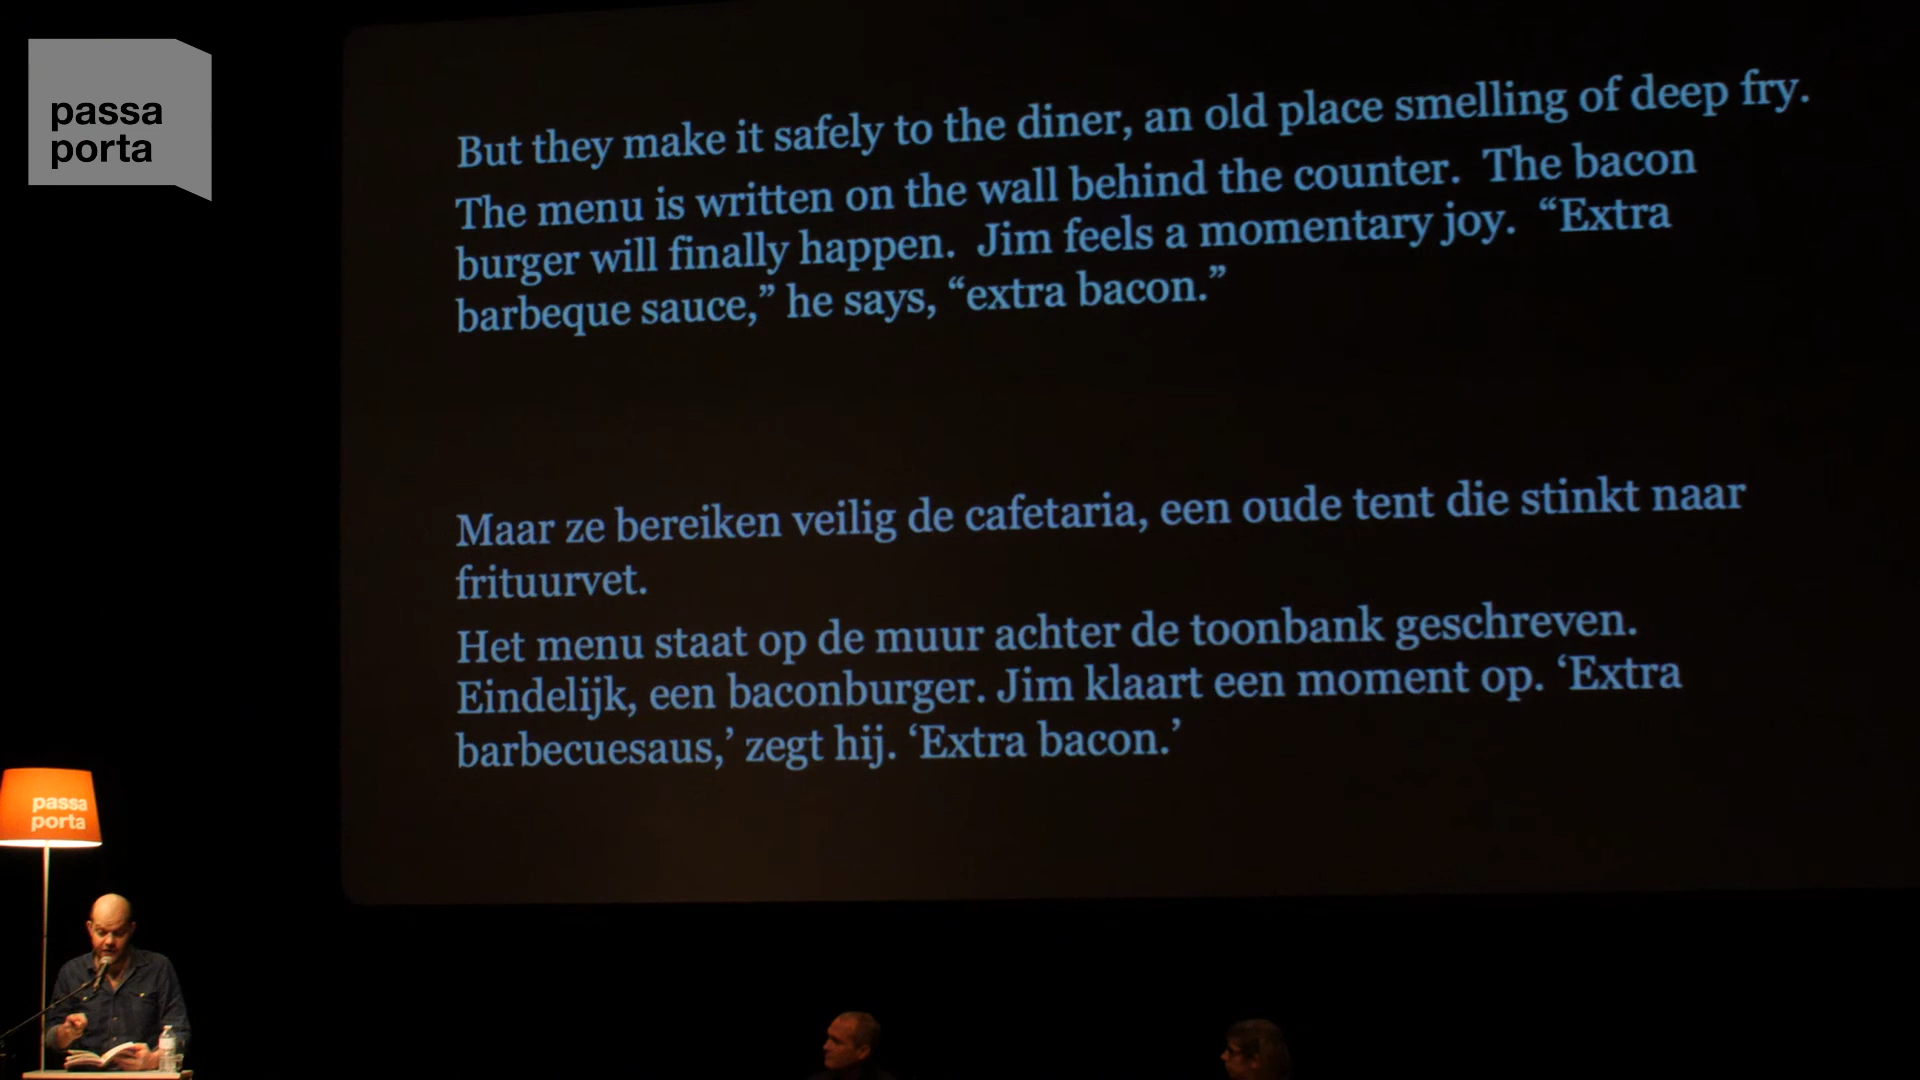 passa
porta
But they make it safely to the diner, an old place smelling of deep fry.
The menu is written on the wall behind the counter.  The bacon
burger will finally happen.  Jim feels a momentary joy.  “Extra
barbeque sauce,” he says, “extra bacon.”
Maar ze bereiken veilig de cafetaria, een oude tent die stinkt naar
frituurvet.
Het menu staat op de muur achter de toonbank geschreven.
Eindelijk, een baconburger. Jim klaart een moment op. ‘Extra
barbecuesaus,’ zegt hij. ‘Extra bacon.’
passa
porta